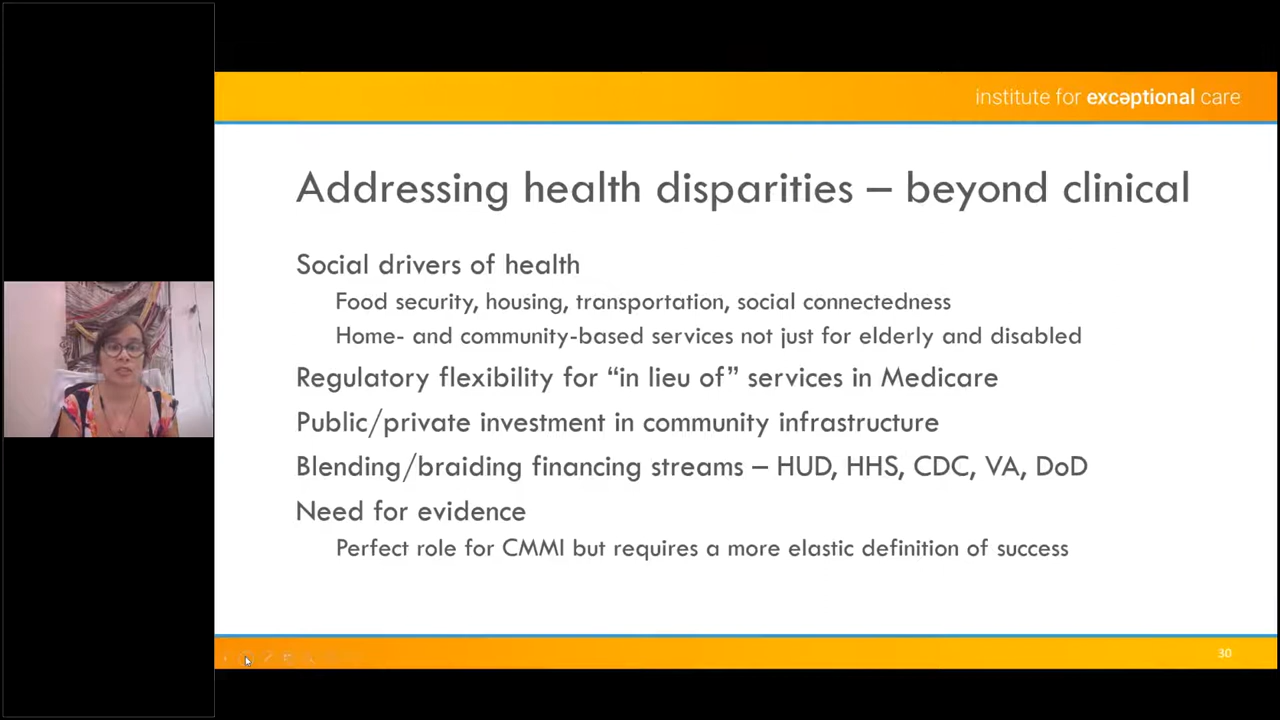 institute for excəptional care
Addressing health disparities – beyond clinical
Social drivers of health
Food security, housing, transportation, social connectedness
Home- and community-based services not just for elderly and disabled
Regulatory flexibility for “in lieu of” services in Medicare
Public/private investment in community infrastructure
Blending/braiding financing streams – HUD, HHS, CDC, VA, DoD
Need for evidence
Perfect role for CMMI but requires a more elastic definition of success
30